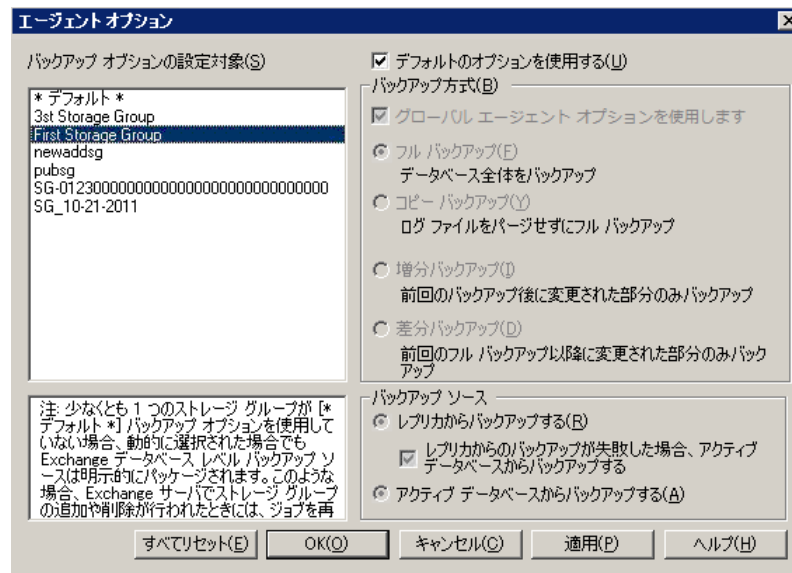 エージェント オプション
バックアップ オプションの設定対象(S)
* デフォルト *
3st Storage Group
First Storage Group
newaddsg
pubsg
SG-01230000000000000000000000000000
SG_10-21-2011
注: 少なくとも 1 つのストレージ グループが [*
デフォルト *] バックアップ オプションを使用して
いない場合、動的に選択された場合でも
Exchange データベース レベル バックアップ ソ
ースは明示的にパッケージされます。このような
場合、Exchange サーバでストレージ グループ
の追加や削除が行われたときには、ジョブを再
デフォルトのオプションを使用する(U)
バックアップ方式(B)
グローバル エージェント オプションを使用します
フル バックアップ(F)
データベース全体をバックアップ
コピー バックアップ(Y)
ログ ファイルをパージせずにフル バックアップ
増分バックアップ(I)
前回のバックアップ後に変更された部分のみバックアップ
差分バックアップ(D)
前回のフル バックアップ以降に変更された部分のみバック
アップ
バックアップ ソース
レプリカからバックアップする(R)
レプリカからのバックアップが失敗した場合、アクティブ
データベースからバックアップする
アクティブ データベースからバックアップする(A)
すべてリセット(E)
OK(O)
キャンセル(C)
適用(P)
ヘルプ(H)